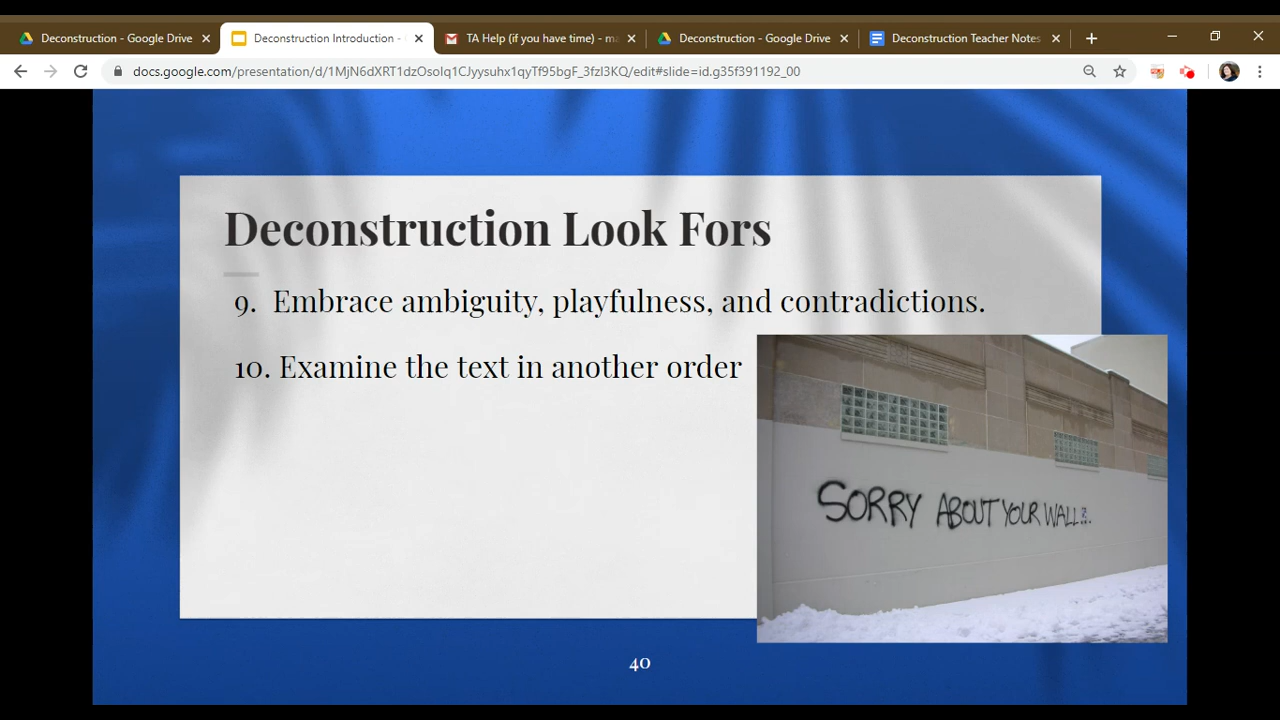 Deconstruction - Google Drive
Deconstruction Introduction -
TA Help (if you have time) – ma
Deconstruction - Google Drive
Deconstruction Teacher Notes
docs.google.com/presentation/d/1MjN6dXRT1dzOsoIq1CJyysuhx1qyTf95bgF_3fzI3KQ/edit#slide=id.g35f391192_00
Deconstruction Look Fors
9. Embrace ambiguity, playfulness, and contradictions.
10. Examine the text in another order
SORRY ABOUT YOUR WALL
40